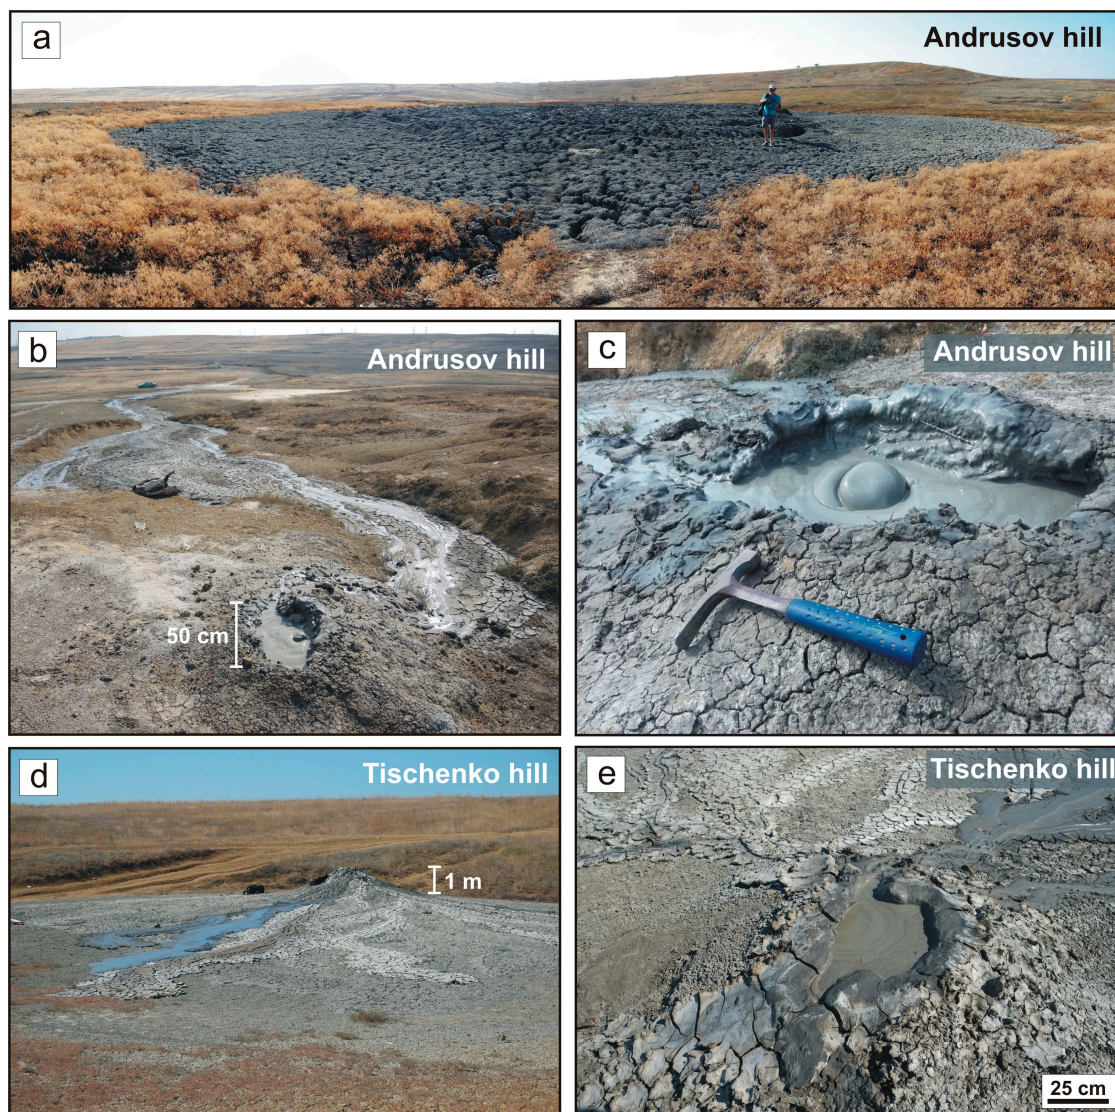 a
Andrusov hill
b
Andrusov hill
50 cm
c
Andrusov hill
d
Tischenko hill
1 m
e
Tischenko hill
25 cm